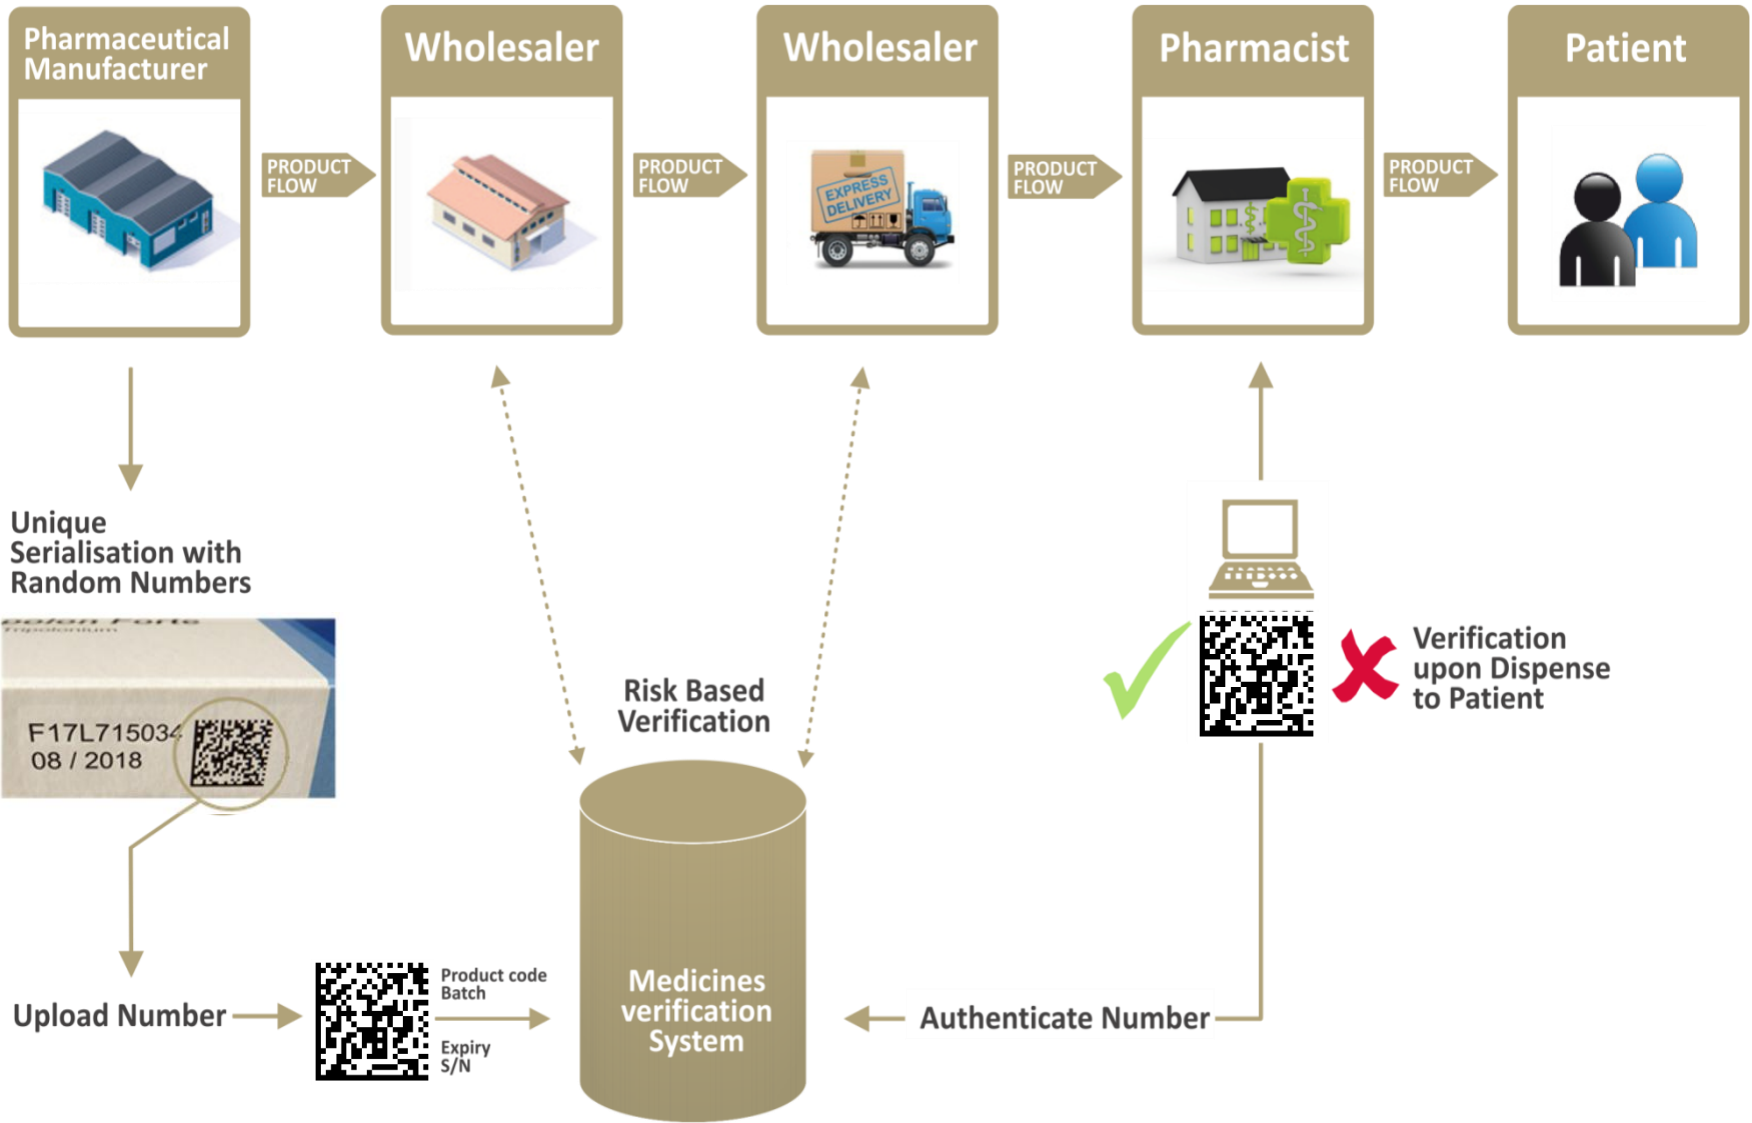 Pharmaceutical
Manufacturer
Wholesaler
Wholesaler
Pharmacist
Patient
PRODUCT
FLOW
PRODUCT
FLOW
EXPRESS
DELIVERY
PRODUCT
FLOW
PRODUCT
FLOW
Unique
Serialisation with
Random Numbers
Forte
Tripolonium
F17L715034
08 / 2018
Risk Based
Verification
Verification
upon Dispense
to Patient
Upload Number
Product code
Batch
Expiry
S/N
Medicines
verification
System
Authenticate Number